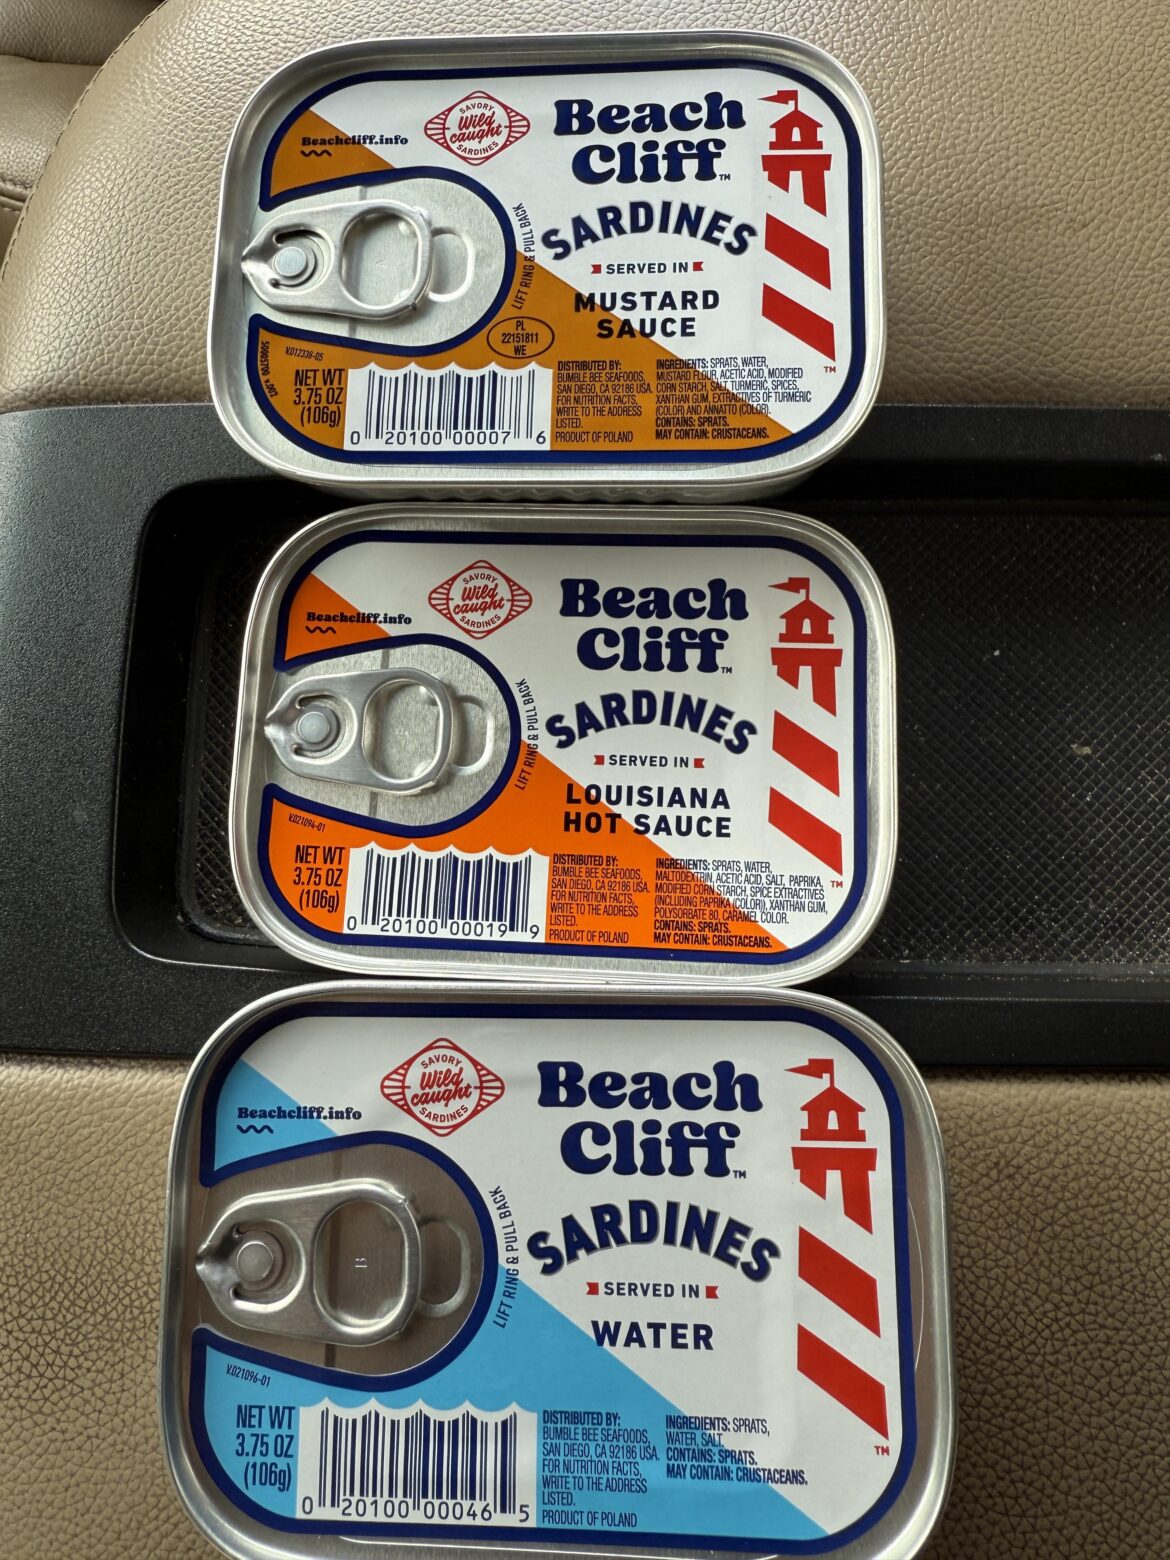 Beachcliff.info
SAVORY
Wild
caught
SARDINES
Beach
Cliff™
SARDINES
SERVED IN
MUSTARD
SAUCE
LIFT RING & PULL BACK
PL
22151811
WE
V.012338-05
NET WT
3.75 OZ
(106g)
0 20100 00007 6
DISTRIBUTED BY:
BUMBLE BEE SEAFOODS,
SAN DIEGO, CA 92186 USA.
FOR NUTRITION FACTS,
WRITE TO THE ADDRESS
LISTED.
PRODUCT OF POLAND
INGREDIENTS: SPRATS, WATER,
MUSTARD FLOUR, ACETIC ACID, MODIFIED
CORN STARCH, SALT, TURMERIC, SPICES,
XANTHAN GUM, EXTRACTIVES OF TURMERIC
(COLOR) AND ANNATTO (COLOR).
CONTAINS: SPRATS.
MAY CONTAIN: CRUSTACEANS.
TM
Beachcliff.info
SAVORY
Wild
caught
SARDINES
Beach
Cliff™
SARDINES
SERVED IN
LOUISIANA
HOT SAUCE
LIFT RING & PULL BACK
V.021094-01
NET WT
3.75 OZ
(106g)
0 20100 00019 9
DISTRIBUTED BY:
BUMBLE BEE SEAFOODS,
SAN DIEGO, CA 92186 USA.
FOR NUTRITION FACTS,
WRITE TO THE ADDRESS
LISTED.
PRODUCT OF POLAND
INGREDIENTS: SPRATS, WATER,
MALTODEXTRIN, ACETIC ACID, SALT, PAPRIKA,
MODIFIED CORN STARCH, SPICE EXTRACTIVES
(INCLUDING PAPRIKA (COLOR)), XANTHAN GUM,
POLYSORBATE 80, CARAMEL COLOR.
CONTAINS: SPRATS.
MAY CONTAIN: CRUSTACEANS.
TM
Beachcliff.info
SAVORY
Wild
caught
SARDINES
Beach
Cliff™
SARDINES
SERVED IN
WATER
LIFT RING & PULL BACK
V.021096-01
NET WT
3.75 OZ
(106g)
0 20100 00046 5
DISTRIBUTED BY:
BUMBLE BEE SEAFOODS,
SAN DIEGO, CA 92186 USA.
FOR NUTRITION FACTS,
WRITE TO THE ADDRESS
LISTED.
PRODUCT OF POLAND
INGREDIENTS: SPRATS,
WATER, SALT.
CONTAINS: SPRATS.
MAY CONTAIN: CRUSTACEANS.
TM